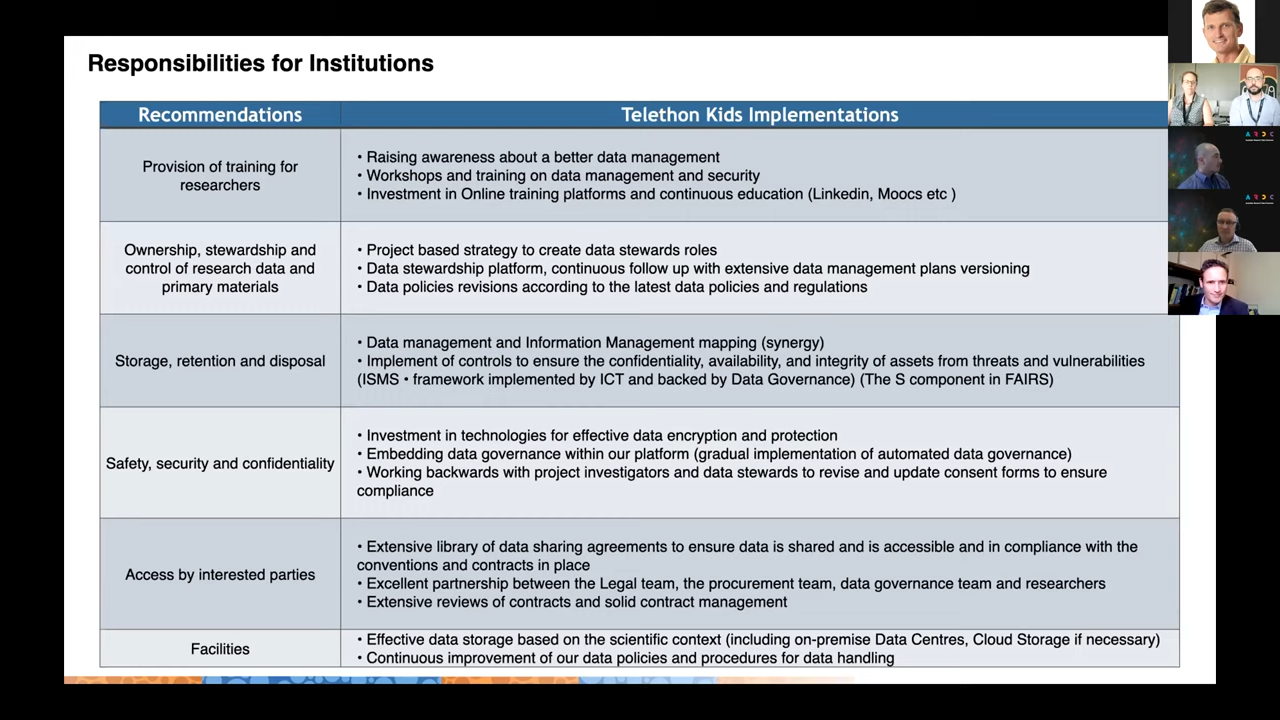 Responsibilities for Institutions
Recommendations
Telethon Kids Implementations
Provision of training for
researchers
• Raising awareness about a better data management
• Workshops and training on data management and security
• Investment in Online training platforms and continuous education (Linkedin, Moocs etc )
Ownership, stewardship and
control of research data and
primary materials
• Project based strategy to create data stewards roles
• Data stewardship platform, continuous follow up with extensive data management plans versioning
• Data policies revisions according to the latest data policies and regulations
Storage, retention and disposal
• Data management and Information Management mapping (synergy)
• Implement of controls to ensure the confidentiality, availability, and integrity of assets from threats and vulnerabilities
(ISMS • framework implemented by ICT and backed by Data Governance) (The S component in FAIRS)
Safety, security and confidentiality
• Investment in technologies for effective data encryption and protection
• Embedding data governance within our platform (gradual implementation of automated data governance)
• Working backwards with project investigators and data stewards to revise and update consent forms to ensure
compliance
Access by interested parties
• Extensive library of data sharing agreements to ensure data is shared and is accessible and in compliance with the
conventions and contracts in place
• Excellent partnership between the Legal team, the procurement team, data governance team and researchers
• Extensive reviews of contracts and solid contract management
Facilities
• Effective data storage based on the scientific context (including on-premise Data Centres, Cloud Storage if necessary)
• Continuous improvement of our data policies and procedures for data handling
ARDC
ARDC